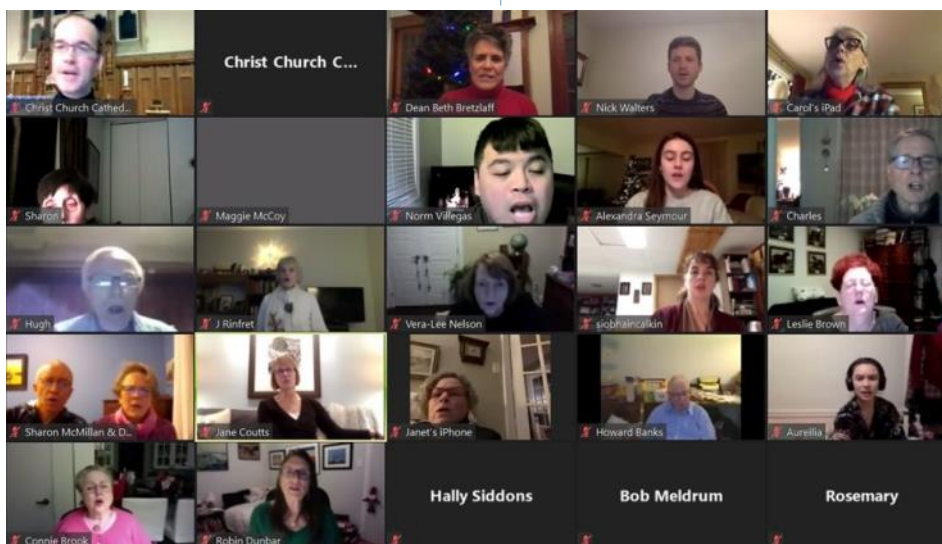 Christ Church C...
Christ Church Cathed...
Dean Beth Bretzlaff
Nick Walters
Carol's iPad
Sharon
Maggie McCoy
Norm Villegas
Alexandra Seymour
Charles
Hugh
J Rinfret
Vera-Lee Nelson
siobhaincalkin
Leslie Brown
Sharon McMillan & D...
Jane Coutts
Janet's iPhone
Howard Banks
Aureillia
Connie Brook
Robin Dunbar
Hally Siddons
Bob Meldrum
Rosemary